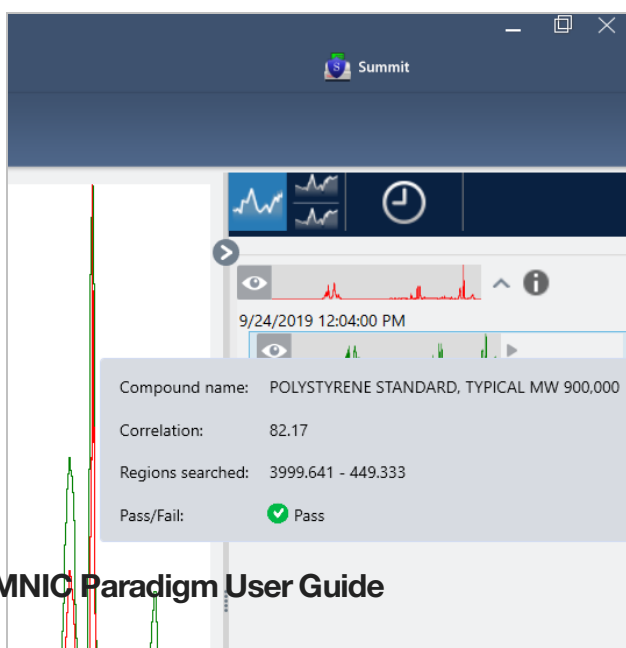 Summit
9/24/2019 12:04:00 PM
Compound name: POLYSTYRENE STANDARD, TYPICAL MW 900,000
Correlation: 82.17
Regions searched: 3999.641 - 449.333
Pass/Fail: Pass
MNIC Paradigm User Guide